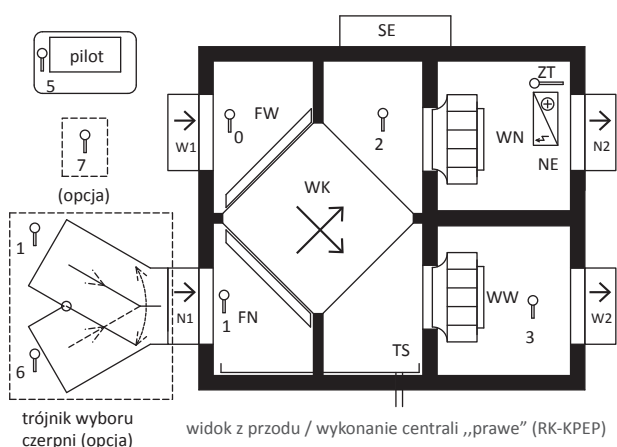 SE
pilot
5
ZT
FW
0
2
WN
NE
W1
N2
7
(opcja)
WK
1
N1
1
FN
WW
3
W2
6
TS
trójnik wyboru
czerpni (opcja)
widok z przodu / wykonanie centrali ,,prawe” (RK-KPEP)